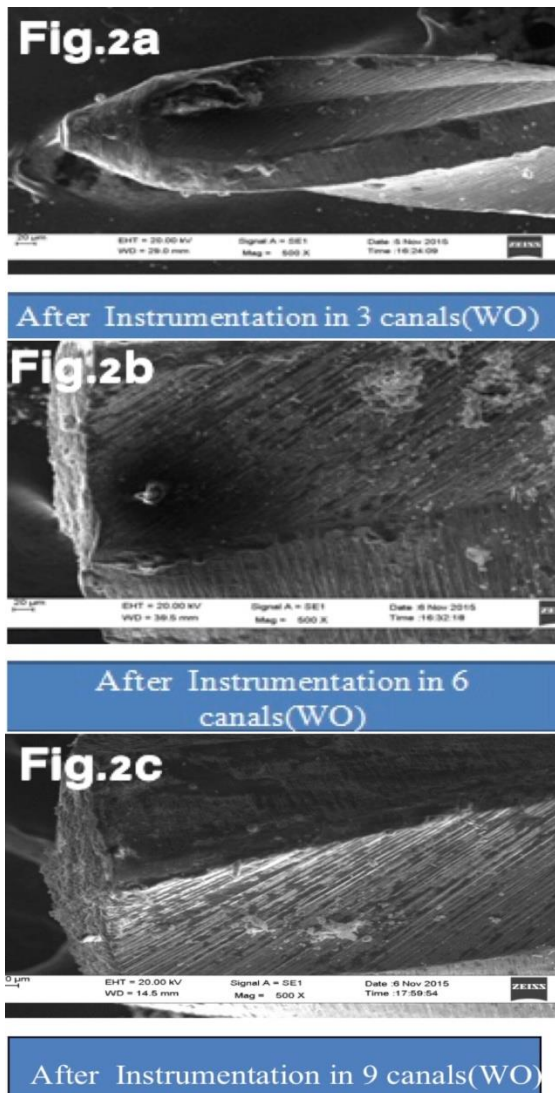 Fig.2a
20 µm
EHT = 20.00 kV Signal A = SE1 Date :5 Nov 2015
WD = 29.0 mm Mag = 500 X Time :16:24:09
ZEISS
After Instrumentation in 3 canals(WO)
Fig.2b
20 µm
EHT = 20.00 kV Signal A = SE1 Date :6 Nov 2015
WD = 39.5 mm Mag = 500 X Time :16:32:18
After Instrumentation in 6
canals(WO)
Fig.2c
0 µm
EHT = 20.00 kV Signal A = SE1 Date :6 Nov 2015
WD = 14.5 mm Mag = 500 X Time :17:59:54
ZEISS
After Instrumentation in 9 canals(WO)